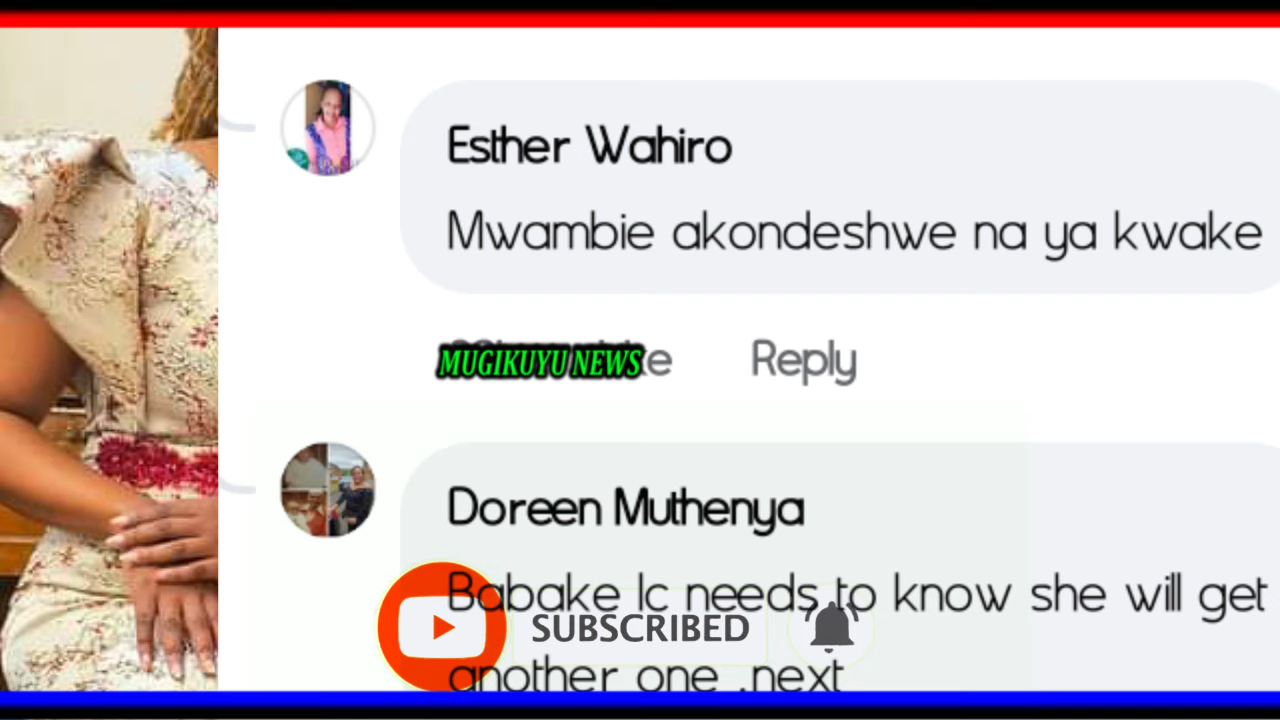 Esther Wahiro
Mwambie akondeshwe na ya kwake
MUGIKUYU NEWS
Reply
Doreen Muthenya
Babake lc needs to know she will get
SUBSCRIBED
another one .next